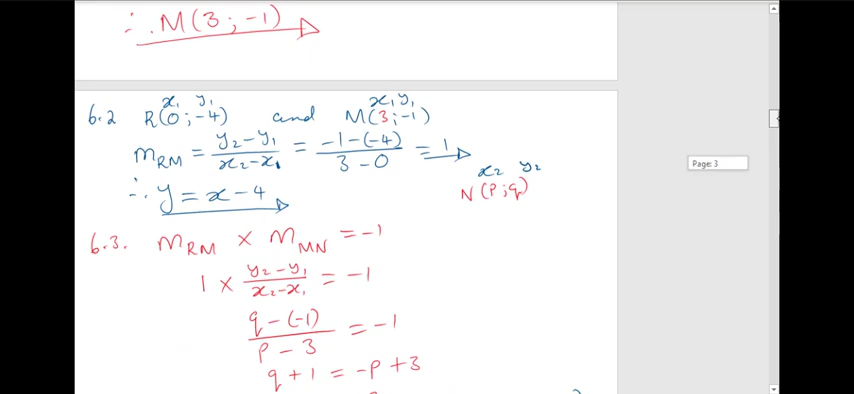 ∴ M(3 ; -1)
x₁ y₁ x₁ y₁
6.2 R(0 ; -4) and M(3 ; -1)
m_RM = (y₂ - y₁)/(x₂ - x₁) = (-1 - (-4))/(3 - 0) = 1
∴ y = x - 4
x₂ y₂
N(p ; q)
6.3. m_RM × m_MN = -1
1 × (y₂ - y₁)/(x₂ - x₁) = -1
(q - (-1))/(p - 3) = -1
q + 1 = -p + 3
Page: 3